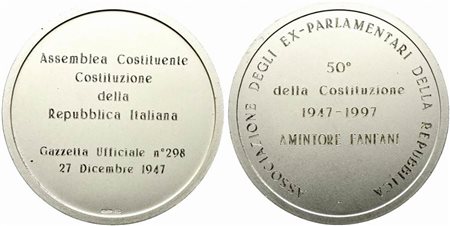 Assemblea Costituente
Costituzione
della
Repubblica Italiana
Gazzetta Ufficiale n°298
27 Dicembre 1947
ASSOCIAZIONE DEGLI EX-PARLAMENTARI DELLA REPUBBLICA
50°
della Costituzione
1947-1997
AMINTORE FANFANI